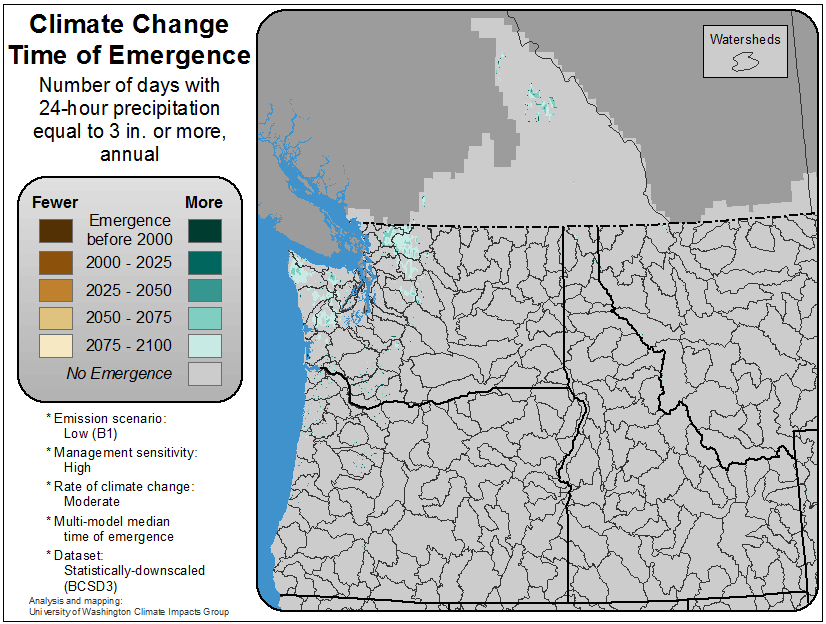 Climate Change
Time of Emergence
Number of days with
24-hour precipitation
equal to 3 in. or more,
annual
Fewer
More
Emergence
before 2000
2000 - 2025
2025 - 2050
2050 - 2075
2075 - 2100
No Emergence
* Emission scenario:
Low (B1)
* Management sensitivity:
High
* Rate of climate change:
Moderate
* Multi-model median
time of emergence
* Dataset:
Statistically-downscaled
(BCSD3)
Analysis and mapping:
University of Washington Climate Impacts Group
Watersheds